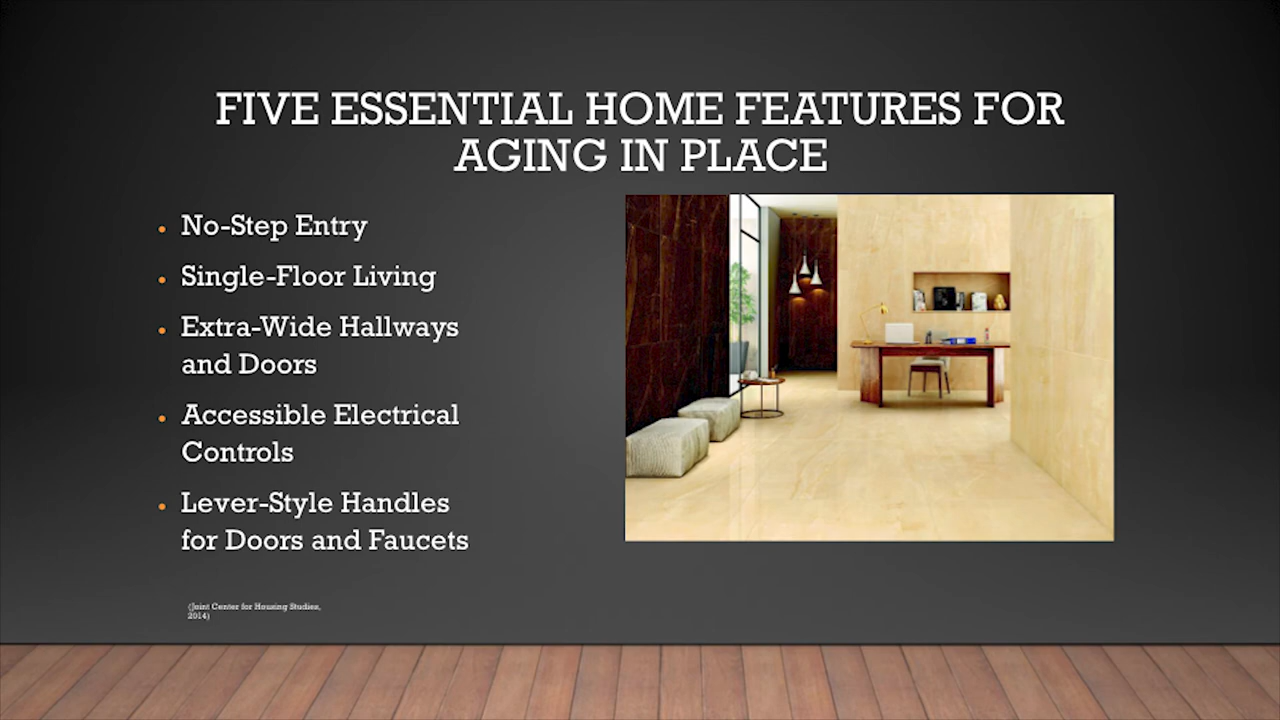 FIVE ESSENTIAL HOME FEATURES FOR
AGING IN PLACE
No-Step Entry
Single-Floor Living
Extra-Wide Hallways
and Doors
Accessible Electrical
Controls
Lever-Style Handles
for Doors and Faucets
(Joint Center for Housing Studies,
2014)